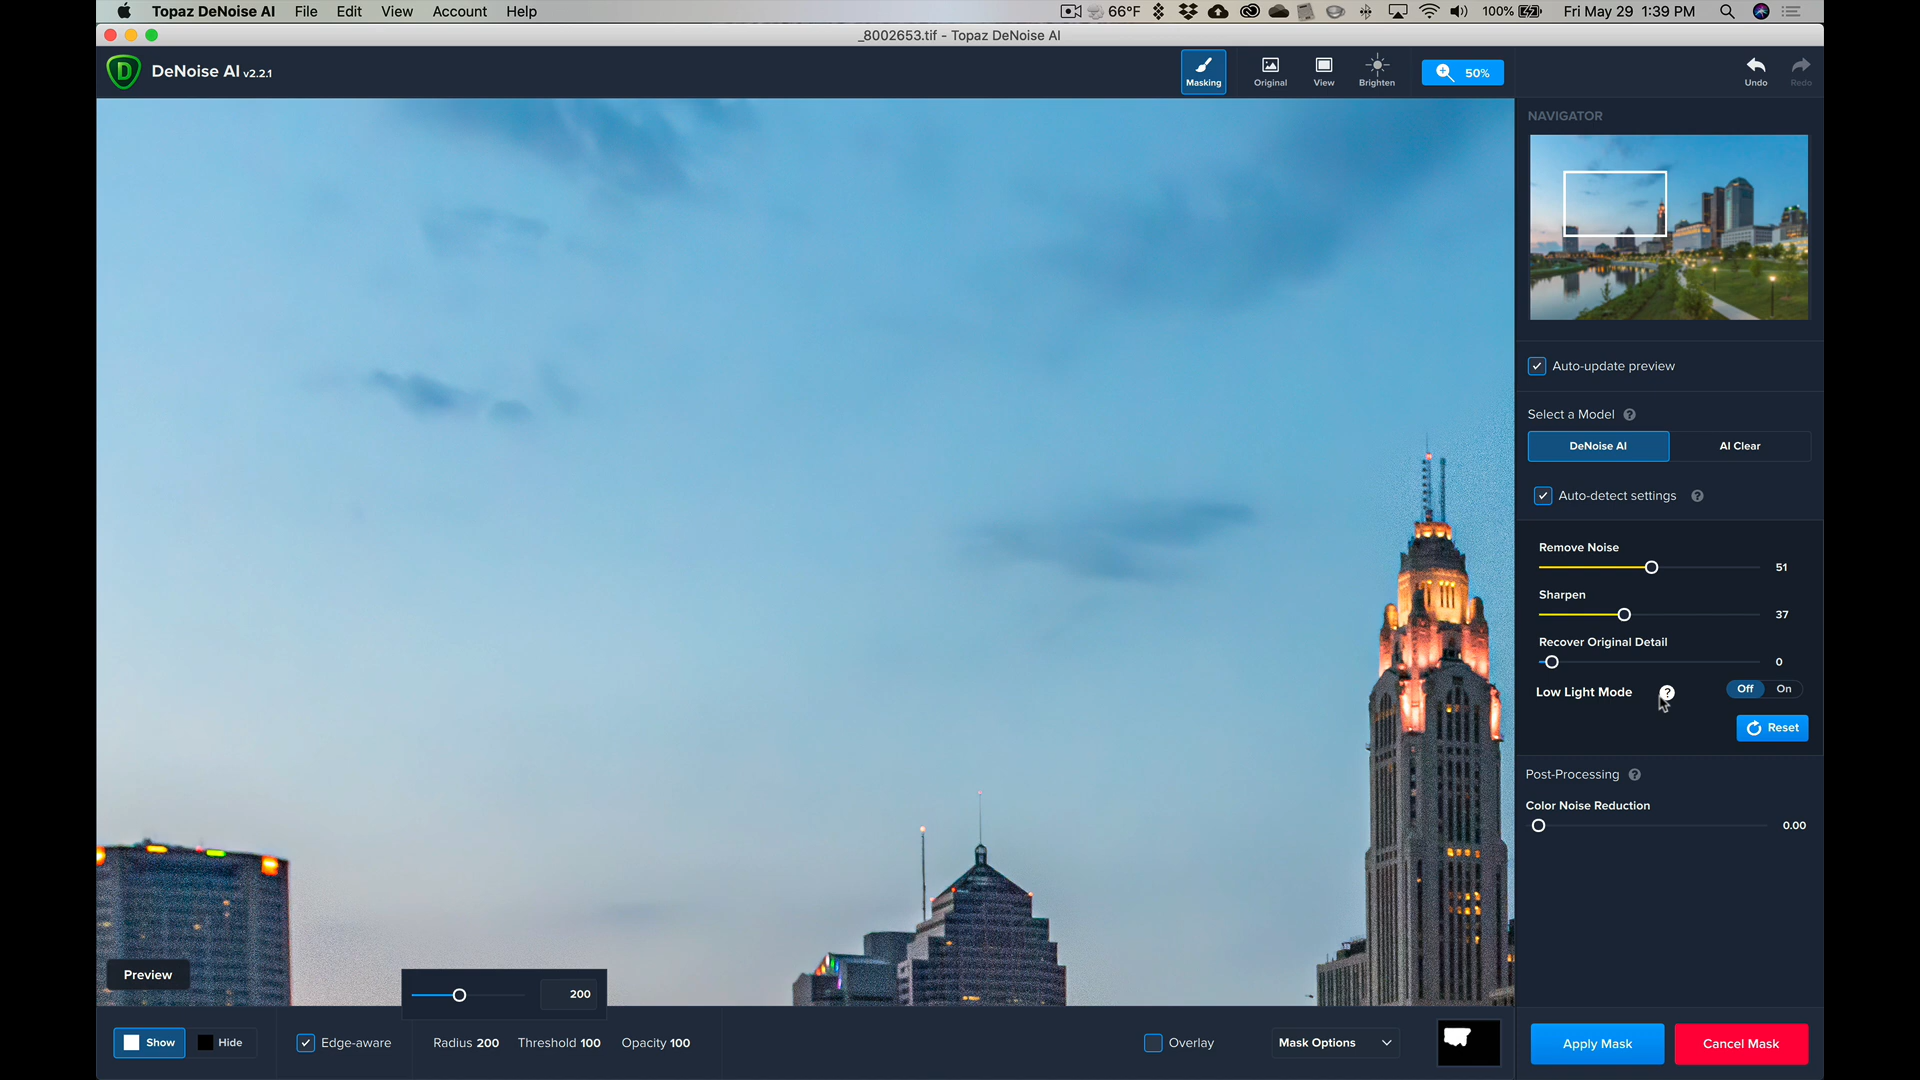 Topaz DeNoise AI File Edit View Account Help 66°F 100% Fri May 29 1:39 PM
_8002653.tif - Topaz DeNoise AI
D DeNoise AI v2.2.1 Masking Original View Brighten 50% Undo Redo
NAVIGATOR
Auto-update preview
Select a Model ?
DeNoise AI AI Clear
Auto-detect settings ?
Remove Noise
51
Sharpen
37
Recover Original Detail
0
Low Light Mode ? Off On
Reset
Post-Processing ?
Color Noise Reduction
0.00
Preview
200
Show Hide Edge-aware Radius 200 Threshold 100 Opacity 100 Overlay Mask Options Apply Mask Cancel Mask